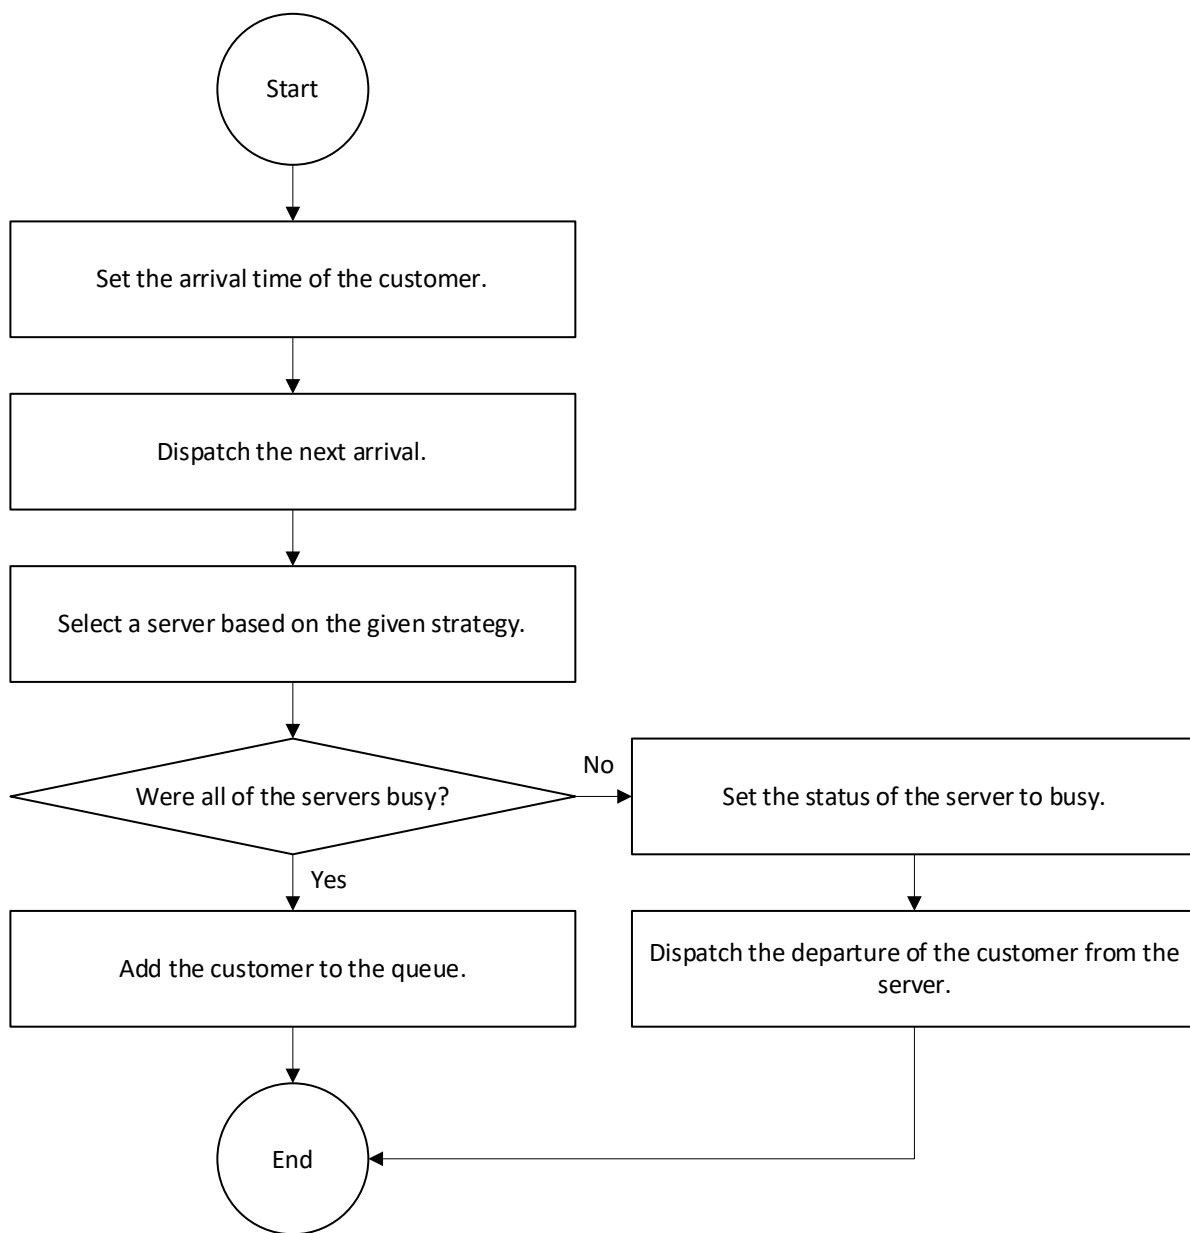 Start
Set the arrival time of the customer.
Dispatch the next arrival.
Select a server based on the given strategy.
Were all of the servers busy?
No
Set the status of the server to busy.
Yes
Add the customer to the queue.
Dispatch the departure of the customer from the
server.
End